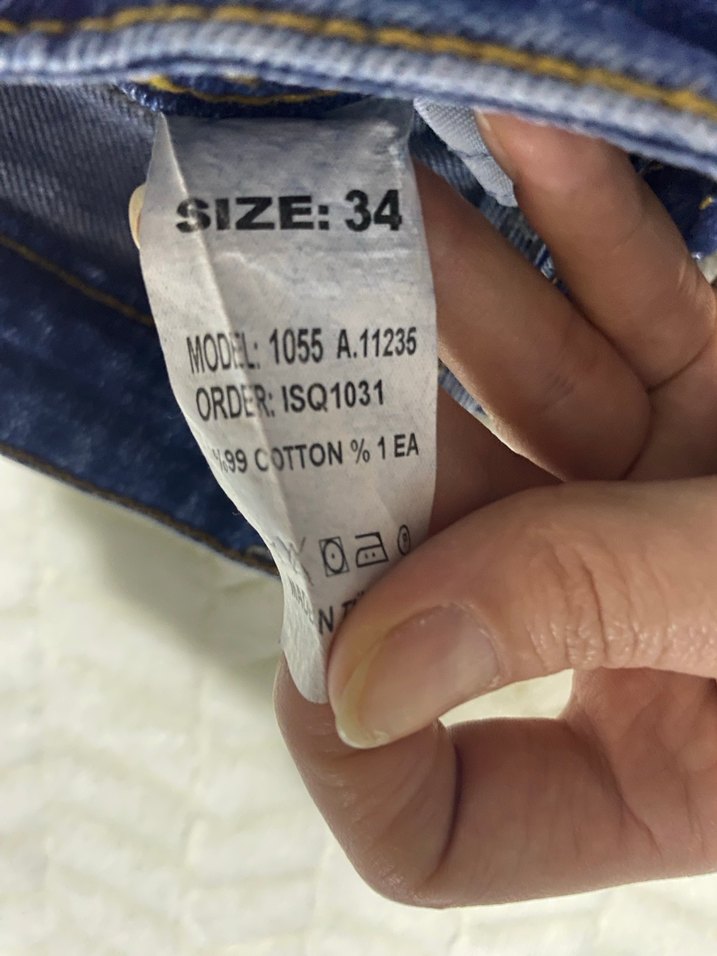 SIZE: 34
MODEL: 1055 A.11235
ORDER: ISQ1031
%99 COTTON % 1 EA